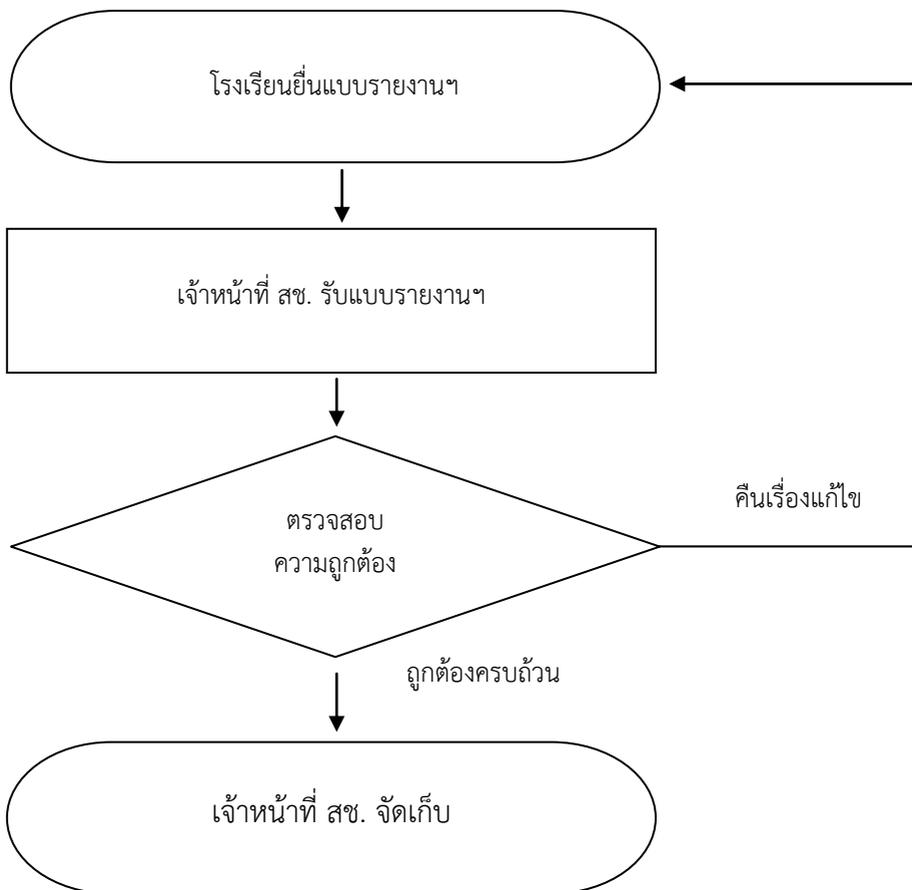 โรงเรียนยื่นแบบรายงานฯ
เจ้าหน้าที่ สช. รับแบบรายงานฯ
คืนเรื่องแก้ไข
ตรวจสอบ
ความถูกต้อง
ถูกต้องครบถ้วน
เจ้าหน้าที่ สช. จัดเก็บ